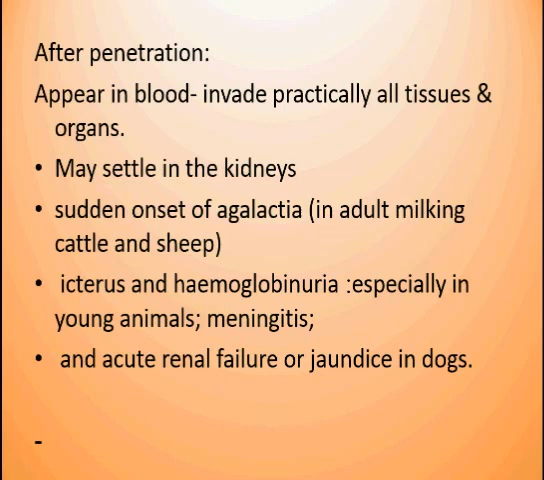 After penetration:
Appear in blood- invade practically all tissues &
organs.
• May settle in the kidneys
• sudden onset of agalactia (in adult milking
cattle and sheep)
• icterus and haemoglobinuria :especially in
young animals; meningitis;
• and acute renal failure or jaundice in dogs.
-